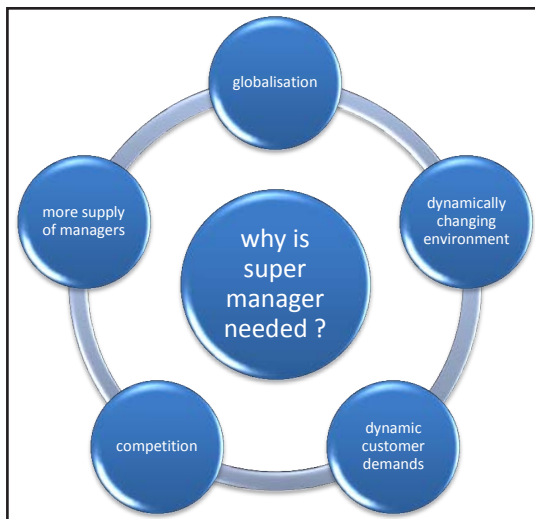 globalisation
more supply
of managers
dynamically
changing
environment
why is
super
manager
needed ?
competition
dynamic
customer
demands